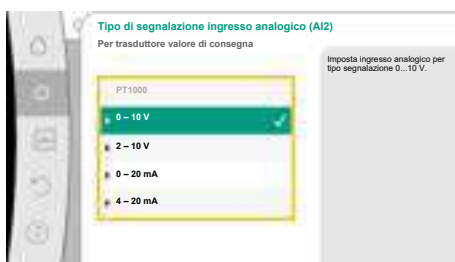 Tipo di segnalazione ingresso analogico (AI2)
Per trasduttore valore di consegna
Imposta ingresso analogico per
tipo segnalazione 0...10 V.
PT1000
0 – 10 V
2 – 10 V
0 – 20 mA
4 – 20 mA